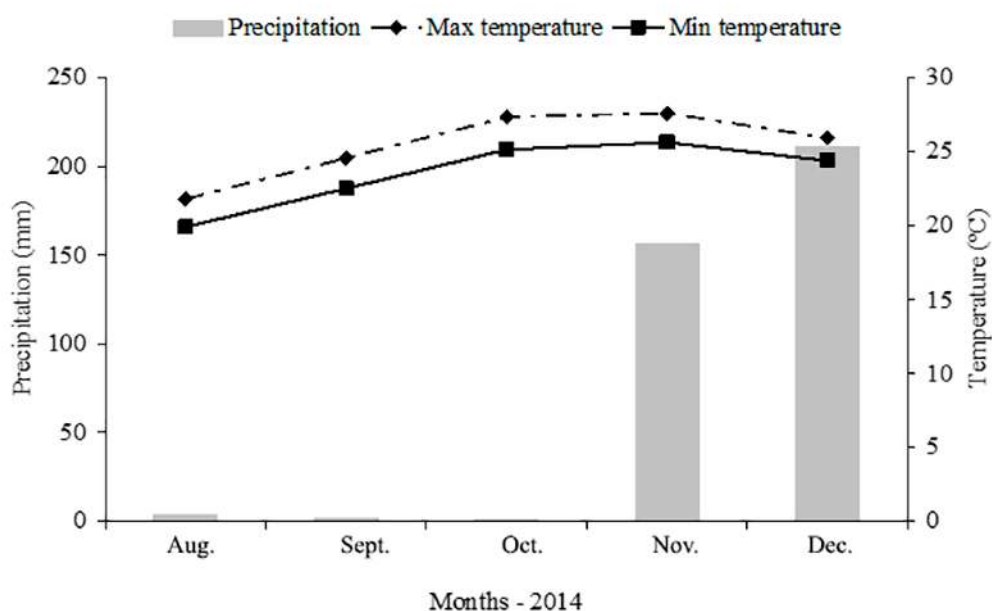 Precipitation Max temperature Min temperature
250
200
150
100
50
0
Precipitation (mm)
30
25
20
15
10
5
0
Temperature (ºC)
Aug. Sept. Oct. Nov. Dec.
Months - 2014